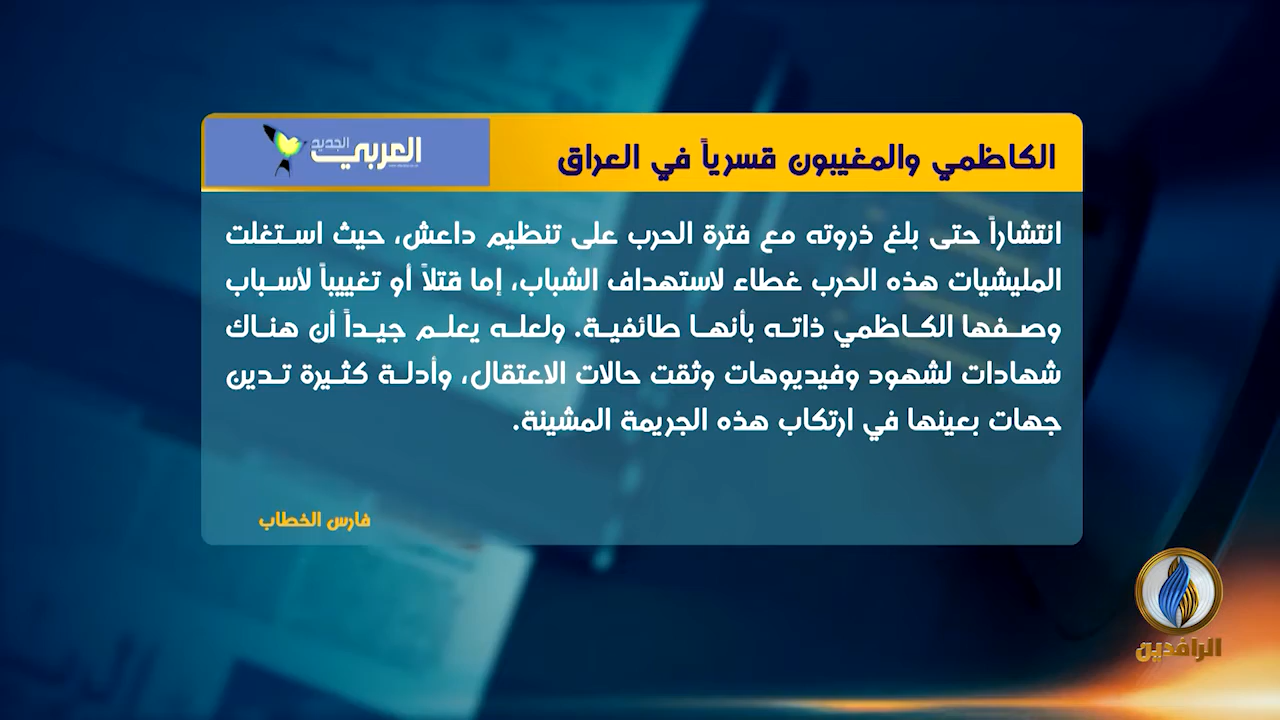 الكاظمي والمغيبون قسرياً في العراق
العربي الجديد
انتشاراً حتى بلغ ذروته مع فترة الحرب على تنظيم داعش، حيث استغلت
المليشيات هذه الحرب غطاء لاستهداف الشباب، إما قتلاً أو تغييباً لأسباب
وصفها الكاظمي ذاته بأنها طائفية. ولعله يعلم جيداً أن هناك
شهادات لشهود وفيديوهات وثقت حالات الاعتقال، وأدلة كثيرة تدين
جهات بعينها في ارتكاب هذه الجريمة المشينة.
فارس الخطاب
الرافدين